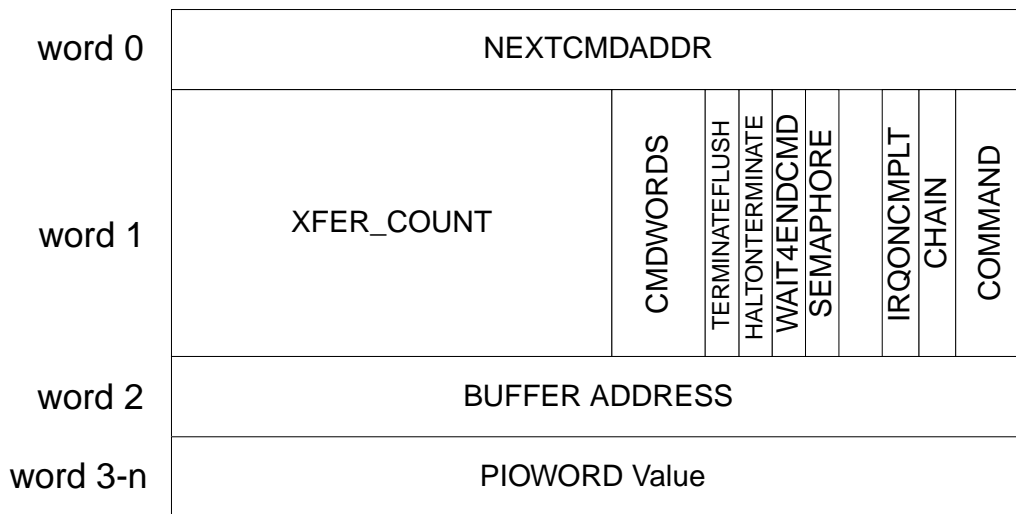 word 0
NEXTCMDADDR
word 1
XFER_COUNT
CMDWORDS
TERMINATEFLUSH
HALTONTERMINATE
WAIT4ENDCMD
SEMAPHORE
IRQONCMPLT
CHAIN
COMMAND
word 2
BUFFER ADDRESS
word 3-n
PIOWORD Value